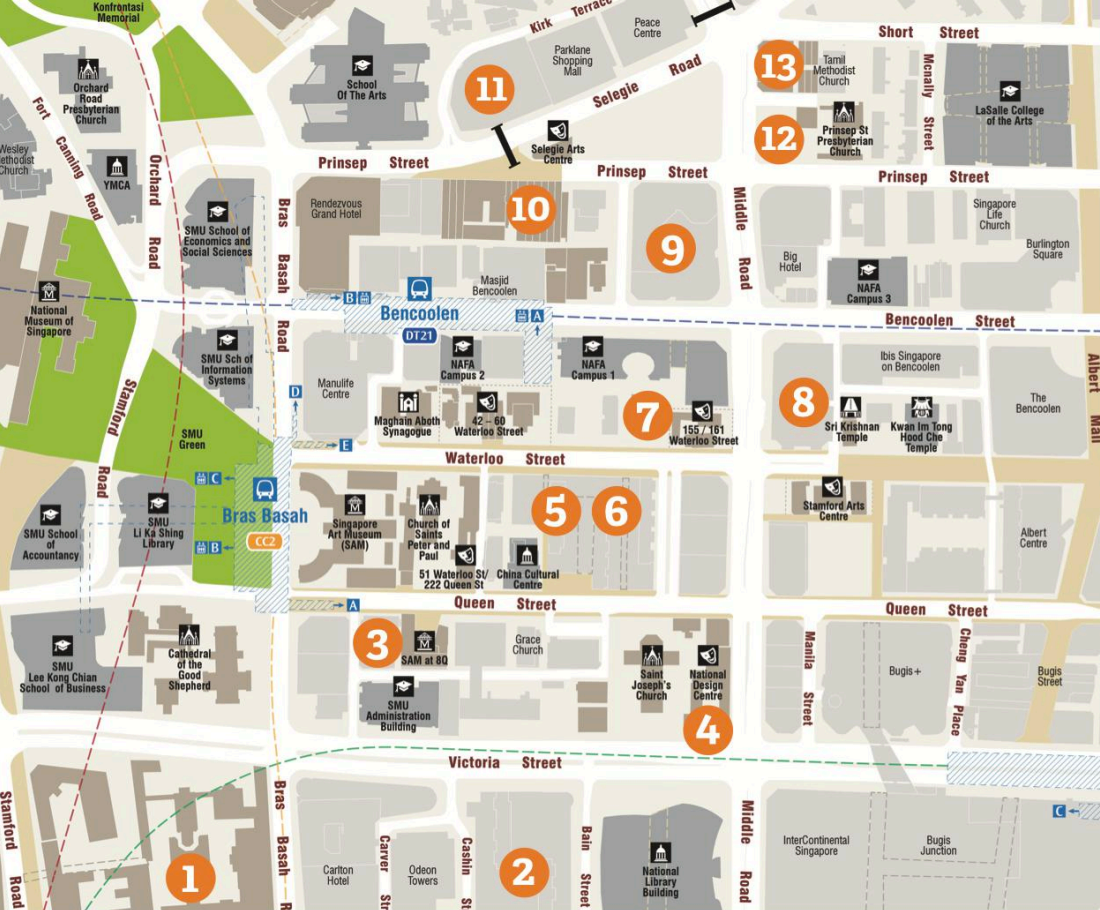 Konfrontasi
Memorial
Kirk Terrace
Peace
Centre
Short Street
Orchard
Road
Presbyterian
Church
School
Of The Arts
Parklane
Shopping
Mall
11
Selegie Road
13
Tamil
Methodist
Church
Mcnally Street
LaSalle College
of the Arts
12
Prinsep St
Presbyterian
Church
Fort Canning Road
Wesley
Church
YMCA
Orchard Road
Selegie Arts
Centre
Prinsep Street
Prinsep Street
Prinsep Street
SMU School of
Economics and
Social Sciences
Bras Basah Road
Rendezvous
Grand Hotel
10
9
Middle Road
Big
Hotel
NAFA
Campus 3
Singapore
Life
Church
Burlington
Square
National
Museum of
Singapore
Masjid
Bencoolen
B
Bencoolen
DT21
A
Bencoolen Street
SMU Sch of
Information
Systems
Manulife
Centre
NAFA
Campus 2
NAFA
Campus 1
Ibis Singapore
on Bencoolen
Albert Mall
Stamford Road
D
Maghain Aboth
Synagogue
42 – 60
Waterloo Street
7
155 / 161
Waterloo Street
8
Sri Krishnan
Temple
Kwan Im Tong
Hood Che
Temple
The
Bencoolen
SMU
Green
E
Waterloo Street
C
Bras Basah
CC2
B
SMU School
of
Accountancy
SMU
Li Ka Shing
Library
Singapore
Art Museum
(SAM)
Church of
Saints
Peter and
Paul
5
6
Stamford Arts
Centre
Albert
Centre
51 Waterloo St/
222 Queen St
China Cultural
Centre
A
Queen Street
Queen Street
SMU
Lee Kong Chian
School of Business
Cathedral
of the
Good
Shepherd
3
SAM at 8Q
Grace
Church
SMU
Administration
Building
Saint
Joseph's
Church
National
Design
Centre
4
Manila Street
Bugis+
Cheng Yan Place
Bugis
Street
Victoria Street
Stamford Road
1
Bras Basah R
Carlton
Hotel
Carver Str
Odeon
Towers
Cashin St
2
Bain Street
National
Library
Building
Middle Road
InterContinental
Singapore
Bugis
Junction
C